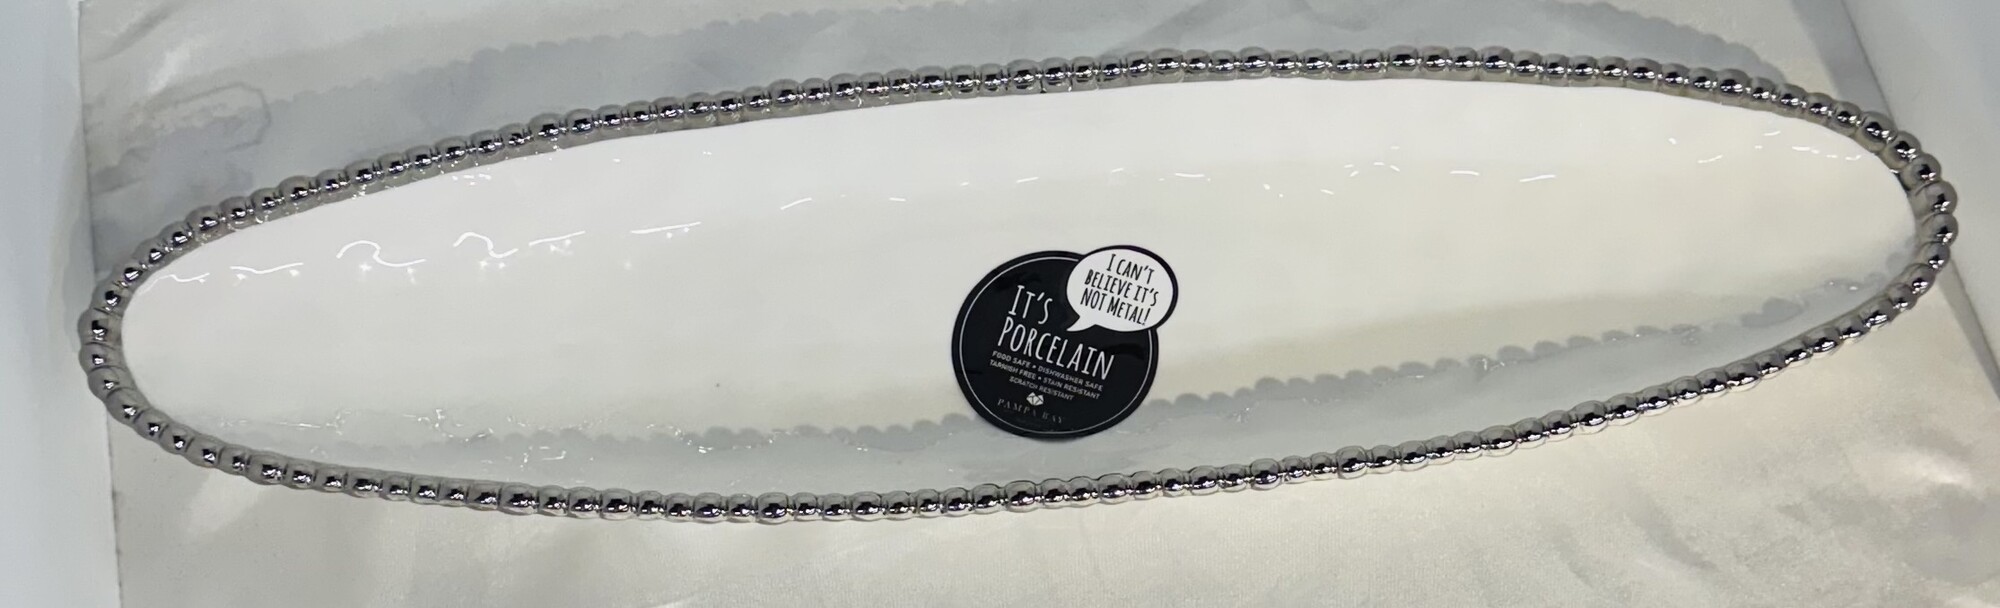 I CAN'T
BELIEVE IT'S
NOT METAL!
IT'S
PORCELAIN
FOOD SAFE • DISHWASHER SAFE
TARNISH FREE • STAIN RESISTANT
SCRATCH RESISTANT
PAMPA BAY